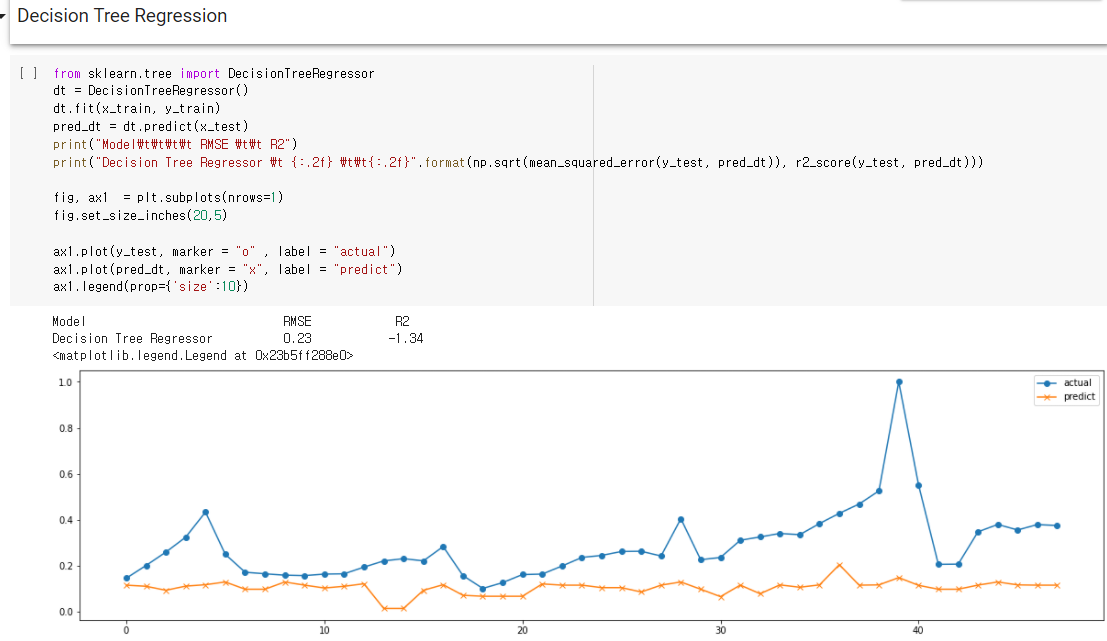 Decision Tree Regression
[ ] from sklearn.tree import DecisionTreeRegressor
dt = DecisionTreeRegressor()
dt.fit(x_train, y_train)
pred_dt = dt.predict(x_test)
print("Model₩t₩t₩t₩t RMSE ₩t₩t R2")
print("Decision Tree Regressor ₩t {:.2f} ₩t₩t{:.2f}".format(np.sqrt(mean_squared_error(y_test, pred_dt)), r2_score(y_test, pred_dt)))
fig, ax1  = plt.subplots(nrows=1)
fig.set_size_inches(20,5)
ax1.plot(y_test, marker = "o" , label = "actual")
ax1.plot(pred_dt, marker = "x", label = "predict")
ax1.legend(prop={'size':10})
Model RMSE R2
Decision Tree Regressor 0.23 -1.34
<matplotlib.legend.Legend at 0x23b5ff288e0>
actual
predict
1.0
0.8
0.6
0.4
0.2
0.0
0 10 20 30 40